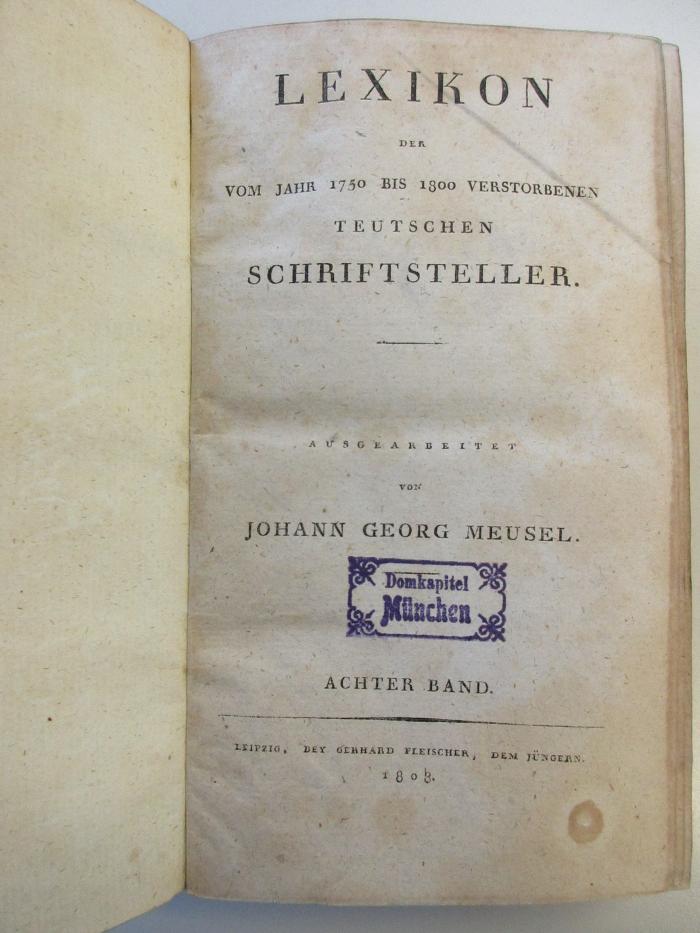 LEXIKON
DER
VOM JAHR 1750 BIS 1800 VERSTORBENEN
TEUTSCHEN
SCHRIFTSTELLER.
AUSGEARBEITET
VON
JOHANN GEORG MEUSEL.
Domkapitel
München
ACHTER BAND.
LEIPZIG, BEY GERHARD FLEISCHER, DEM JÜNGERN.
1808.